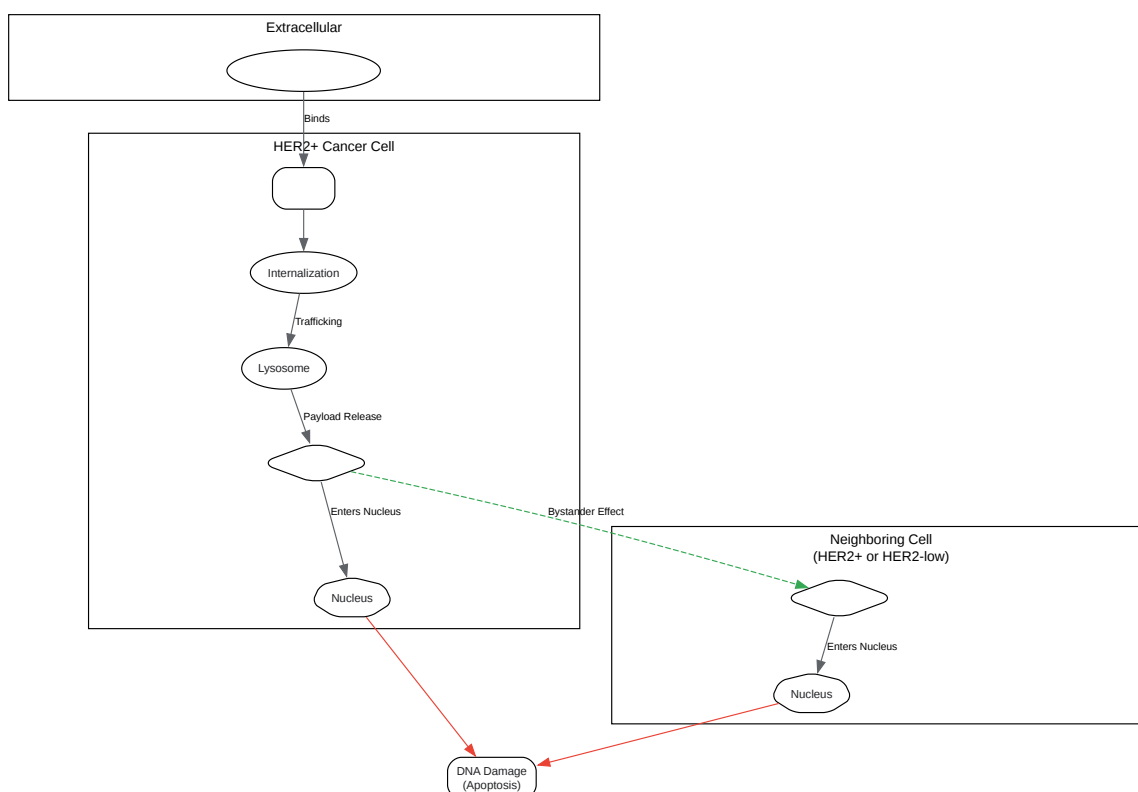 Extracellular
Binds
HER2+ Cancer Cell
Internalization
Trafficking
Lysosome
Payload Release
Enters Nucleus
Bystander Effect
Neighboring Cell
(HER2+ or HER2-low)
Nucleus
Enters Nucleus
Nucleus
DNA Damage
(Apoptosis)